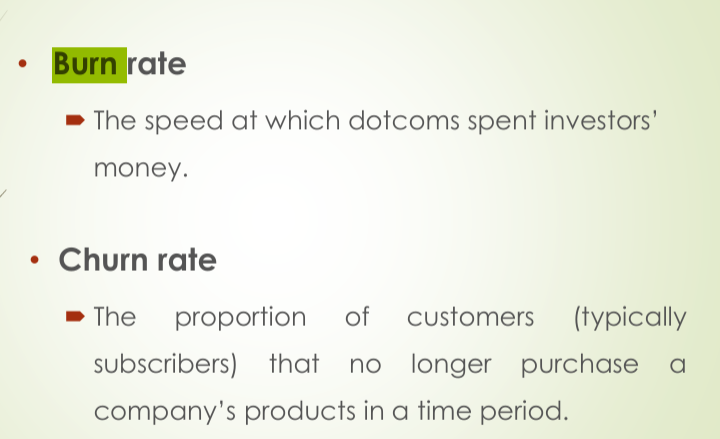 • Burn rate
The speed at which dotcoms spent investors’
money.
• Churn rate
The proportion of customers (typically
subscribers) that no longer purchase a
company’s products in a time period.